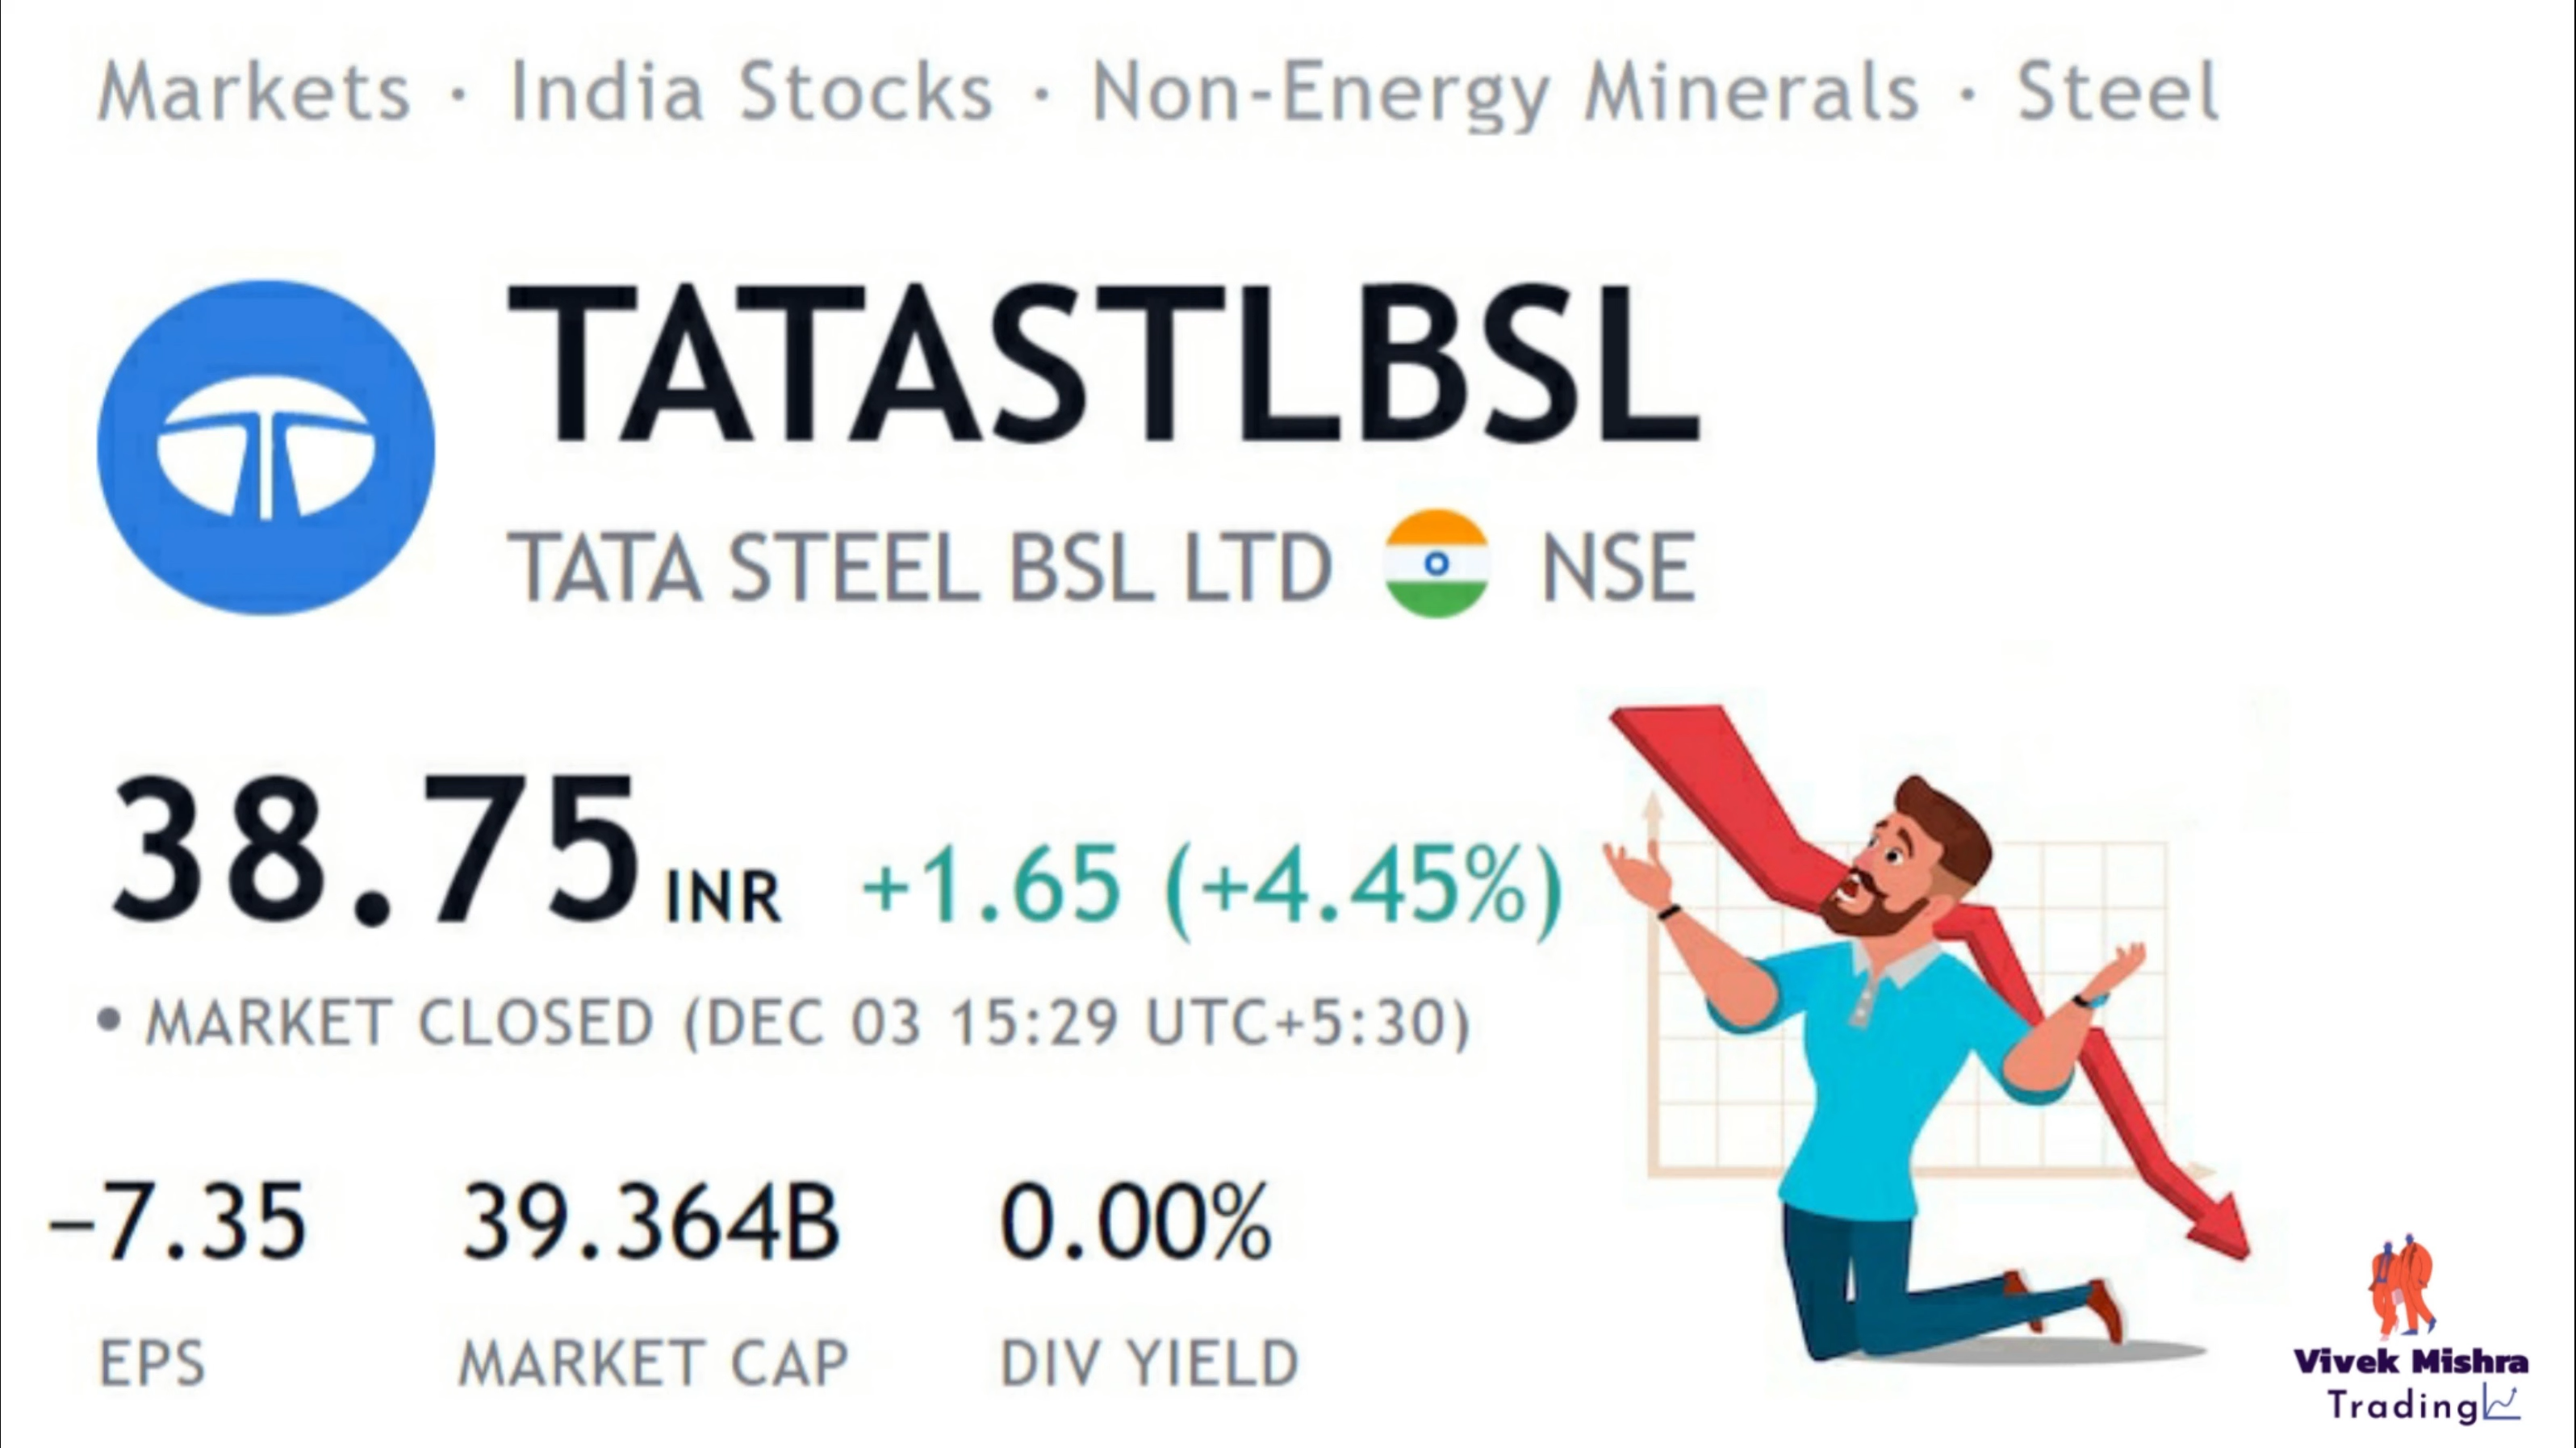 Markets · India Stocks · Non-Energy Minerals · Steel
TATASTLBSL
TATA STEEL BSL LTD NSE
38.75 INR +1.65 (+4.45%)
• MARKET CLOSED (DEC 03 15:29 UTC+5:30)
−7.35 39.364B 0.00%
EPS MARKET CAP DIV YIELD
Vivek Mishra
Trading